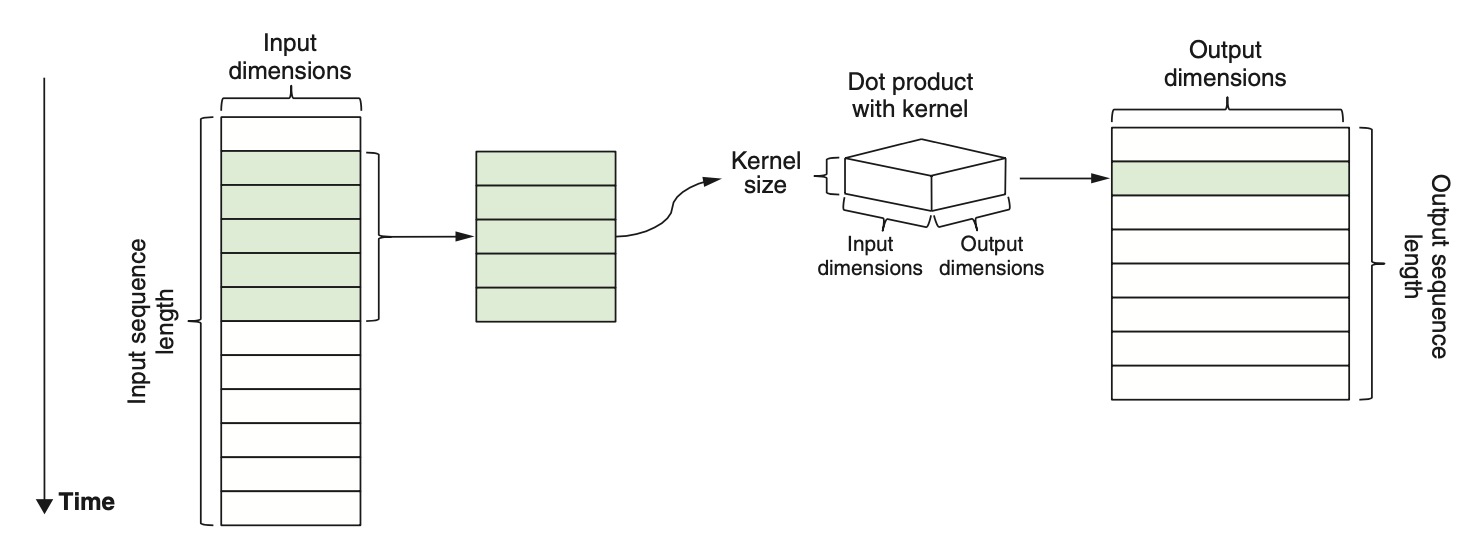 Input
dimensions
Input sequence
length
Time
Kernel
size
Dot product
with kernel
Input
dimensions
Output
dimensions
Output
dimensions
Output sequence
length